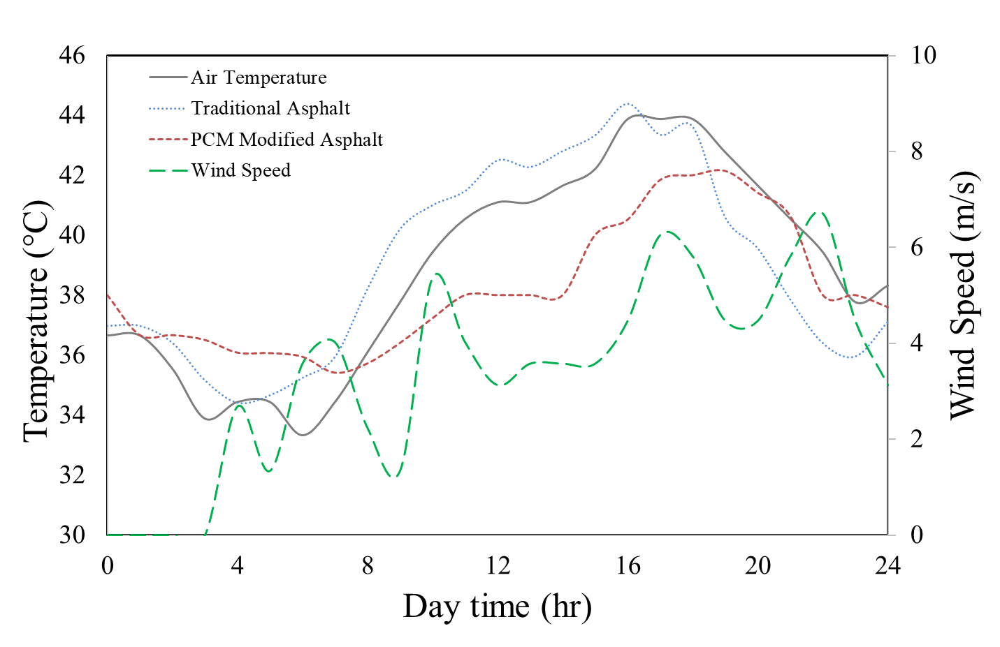 46
44
42
40
38
36
34
32
30
Temperature (°C)
Air Temperature
Traditional Asphalt
PCM Modified Asphalt
Wind Speed
10
8
6
4
2
0
Wind Speed (m/s)
0 4 8 12 16 20 24
Day time (hr)